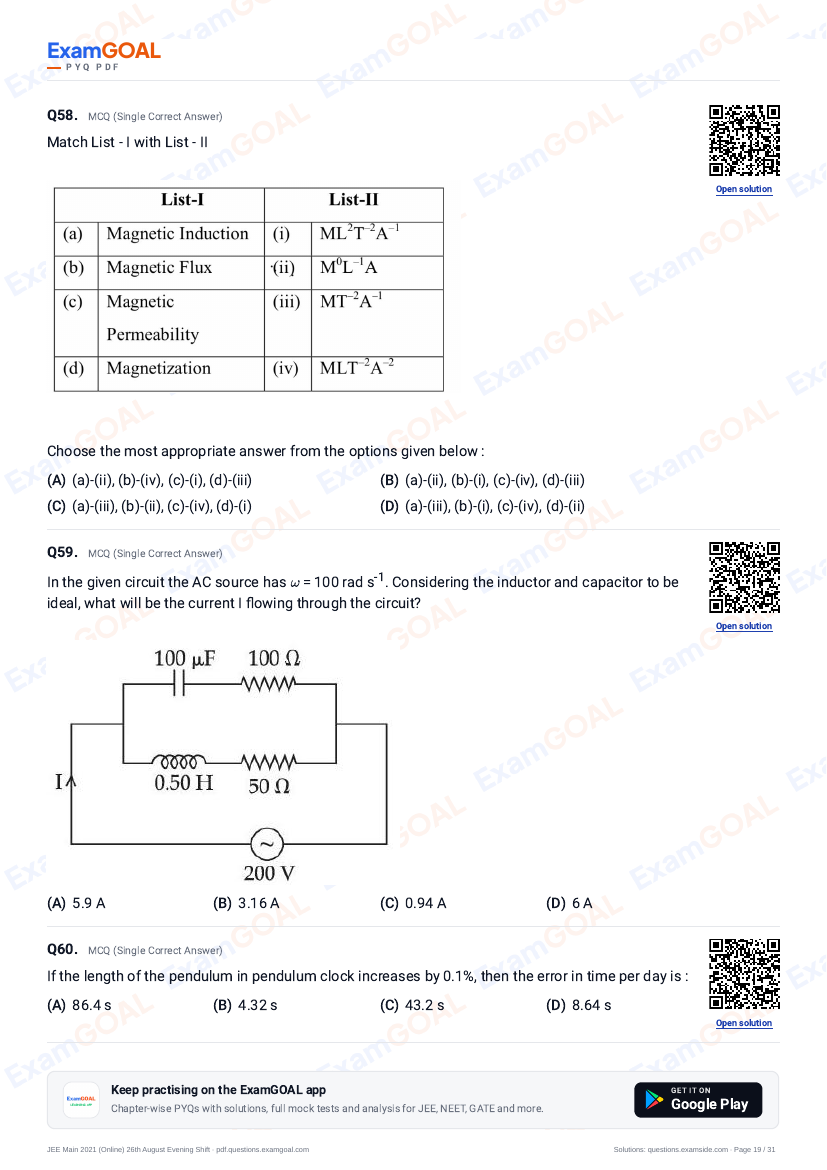 ExamGOAL
PYQ PDF
Q58. MCQ (Single Correct Answer)
Match List - I with List - II
Open solution
List-I List-II
(a) Magnetic Induction (i) ML²T⁻²A⁻¹
(b) Magnetic Flux (ii) M⁰L⁻¹A
(c) Magnetic (iii) MT⁻²A⁻¹
Permeability
(d) Magnetization (iv) MLT⁻²A⁻²
Choose the most appropriate answer from the options given below :
(A) (a)-(ii), (b)-(iv), (c)-(i), (d)-(iii) (B) (a)-(ii), (b)-(i), (c)-(iv), (d)-(iii)
(C) (a)-(iii), (b)-(ii), (c)-(iv), (d)-(i) (D) (a)-(iii), (b)-(i), (c)-(iv), (d)-(ii)
Q59. MCQ (Single Correct Answer)
In the given circuit the AC source has ω = 100 rad s⁻¹. Considering the inductor and capacitor to be
ideal, what will be the current I flowing through the circuit?
Open solution
100 μF 100 Ω
0.50 H 50 Ω
I
~
200 V
(A) 5.9 A (B) 3.16 A (C) 0.94 A (D) 6 A
Q60. MCQ (Single Correct Answer)
If the length of the pendulum in pendulum clock increases by 0.1%, then the error in time per day is :
(A) 86.4 s (B) 4.32 s (C) 43.2 s (D) 8.64 s
Open solution
ExamGOAL
Keep practising on the ExamGOAL app
Chapter-wise PYQs with solutions, full mock tests and analysis for JEE, NEET, GATE and more.
GET IT ON
Google Play
JEE Main 2021 (Online) 26th August Evening Shift · pdf.questions.examgoal.com Solutions: questions.examside.com · Page 19 / 31